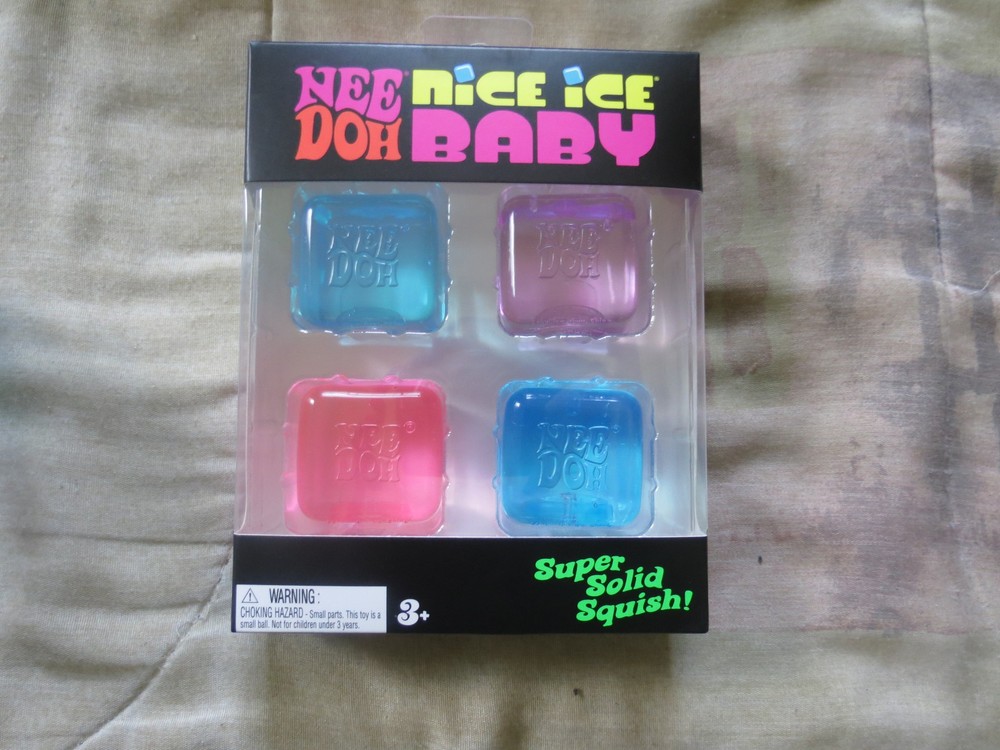 NEE DOH® NiCE iCE® BABY
NEE DOH
NEE DOH
NEE DOH®
NEE DOH
Super
Solid
Squish!
WARNING:
CHOKING HAZARD - Small parts. This toy is a
small ball. Not for children under 3 years.
3+